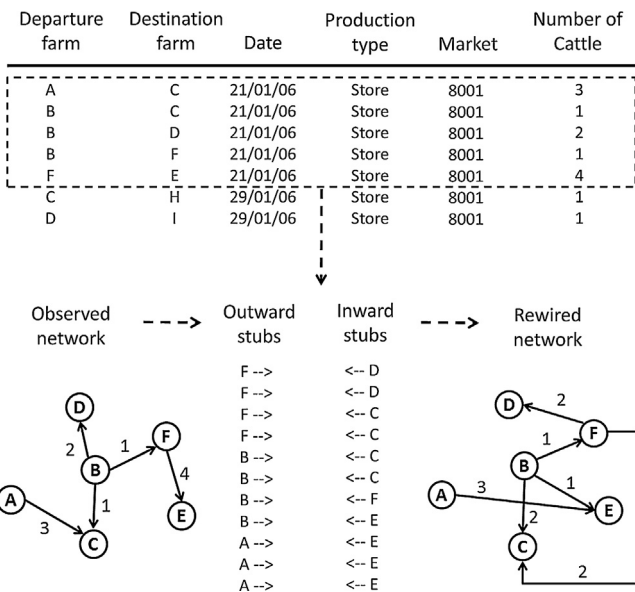 Departure farm Destination farm Date Production type Market Number of Cattle
A C 21/01/06 Store 8001 3
B C 21/01/06 Store 8001 1
B D 21/01/06 Store 8001 2
B F 21/01/06 Store 8001 1
F E 21/01/06 Store 8001 4
C H 29/01/06 Store 8001 1
D I 29/01/06 Store 8001 1
Observed network
Outward stubs
Inward stubs
Rewired network
D
2
1
F
B
4
A
1
3
E
C
F --> <-- D
F --> <-- D
F --> <-- C
F --> <-- C
B --> <-- C
B --> <-- C
B --> <-- F
B --> <-- E
A --> <-- E
A --> <-- E
A --> <-- E
D
2
F
1
B
A
3
1
E
2
C
2